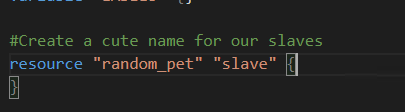 #Create a cute name for our slaves
resource "random_pet" "slave" {
}